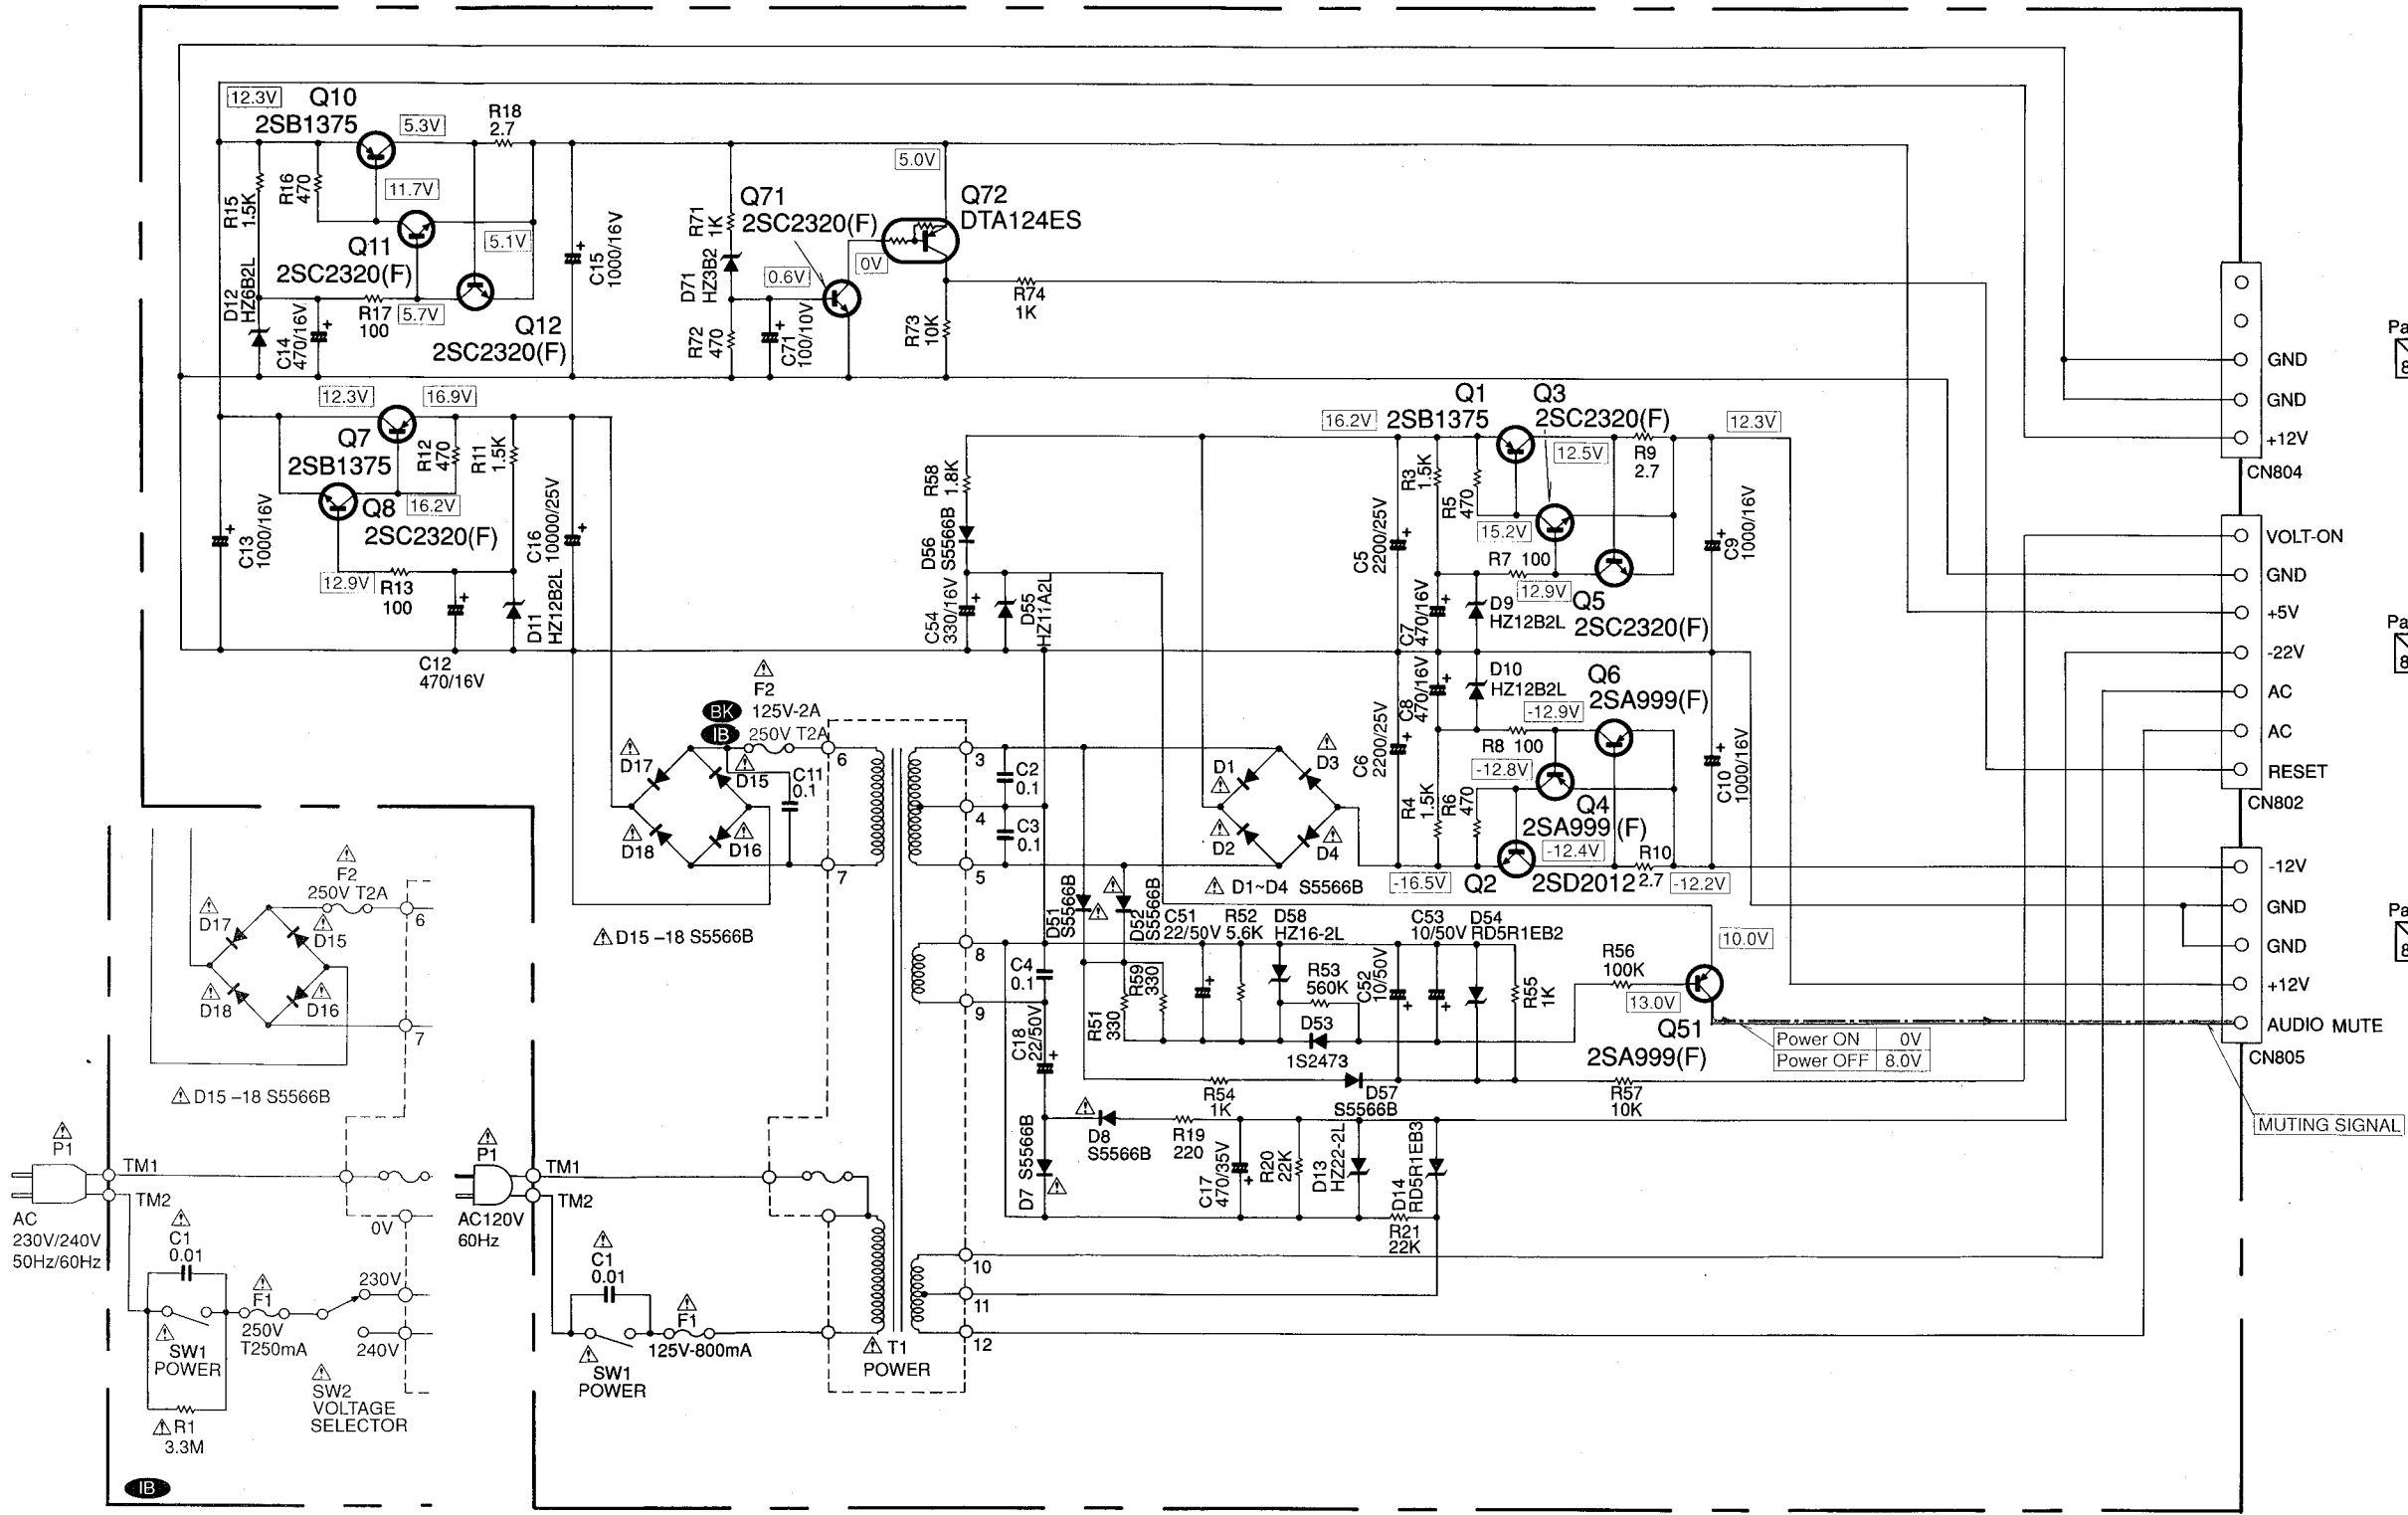 12.3V
Q10
2SB1375
5.3V
R18
2.7
R15
1.5K
R16
470
11.7V
Q11
2SC2320(F)
5.1V
D12
HZ6B2L
C14
470/16V
R17
100
5.7V
Q12
2SC2320(F)
C15
1000/16V
R71
1K
Q71
2SC2320(F)
D71
HZ3B2
0.6V
R72
470
C71
100/10V
5.0V
Q72
DTA124ES
0V
R73
10K
R74
1K
12.3V
16.9V
Q7
2SB1375
R12
470
R11
1.5K
Q8
2SC2320(F)
16.2V
C13
1000/16V
12.9V
R13
100
C12
470/16V
D11
HZ12B2L
C16
10000/25V
R58
1.8K
D56
S5566B
C54
330/16V
D55
HZ11A2L
16.2V
Q1
2SB1375
Q3
2SC2320(F)
12.5V
R9
2.7
12.3V
R3
1.5K
R5
470
15.2V
C5
2200/25V
R7 100
12.9V
Q5
2SC2320(F)
C7
470/16V
D9
HZ12B2L
C9
1000/16V
D10
HZ12B2L
C8
470/16V
Q6
2SA999(F)
-12.9V
R8 100
-12.8V
C6
2200/25V
R4
1.5K
R6
470
Q4
2SA999 (F)
-12.4V
R10
2.7
C10
1000/16V
-16.5V
Q2
2SD2012
-12.2V
GND
GND
+12V
CN804
VOLT-ON
GND
+5V
-22V
AC
AC
RESET
CN802
-12V
GND
GND
+12V
AUDIO MUTE
CN805
Pa
8
Pa
8
Pa
8
F2
BK 125V-2A
IB 250V T2A
D17
D15
D18
D16
C11
0.1
D15 –18 S5566B
6
7
3
4
5
8
9
10
11
12
C2
0.1
C3
0.1
D1
D3
D2
D4
D1~D4 S5566B
D51
S5566B
D52
S5566B
C51
22/50V
R52
5.6K
D58
HZ16-2L
C53
10/50V
D54
RD5R1EB2
C4
0.1
R59
330
R51
330
R53
560K
C52
10/50V
R55
1K
D53
1S2473
C18
22/50V
R54
1K
D57
S5566B
R56
100K
13.0V
10.0V
Q51
2SA999(F)
R57
10K
Power ON 0V
Power OFF 8.0V
MUTING SIGNAL
D7 S5566B
D8
S5566B
R19
220
C17
470/35V
R20
22K
D13
HZ22-2L
D14
RD5R1EB3
R21
22K
T1
POWER
F2
250V T2A
D17
D15
D18
D16
6
7
D15 –18 S5566B
P1
TM1
TM2
AC
230V/240V
50Hz/60Hz
C1
0.01
0V
230V
240V
F1
250V
T250mA
SW1
POWER
R1
3.3M
SW2
VOLTAGE
SELECTOR
IB
P1
TM1
TM2
AC120V
60Hz
C1
0.01
F1
125V-800mA
SW1
POWER